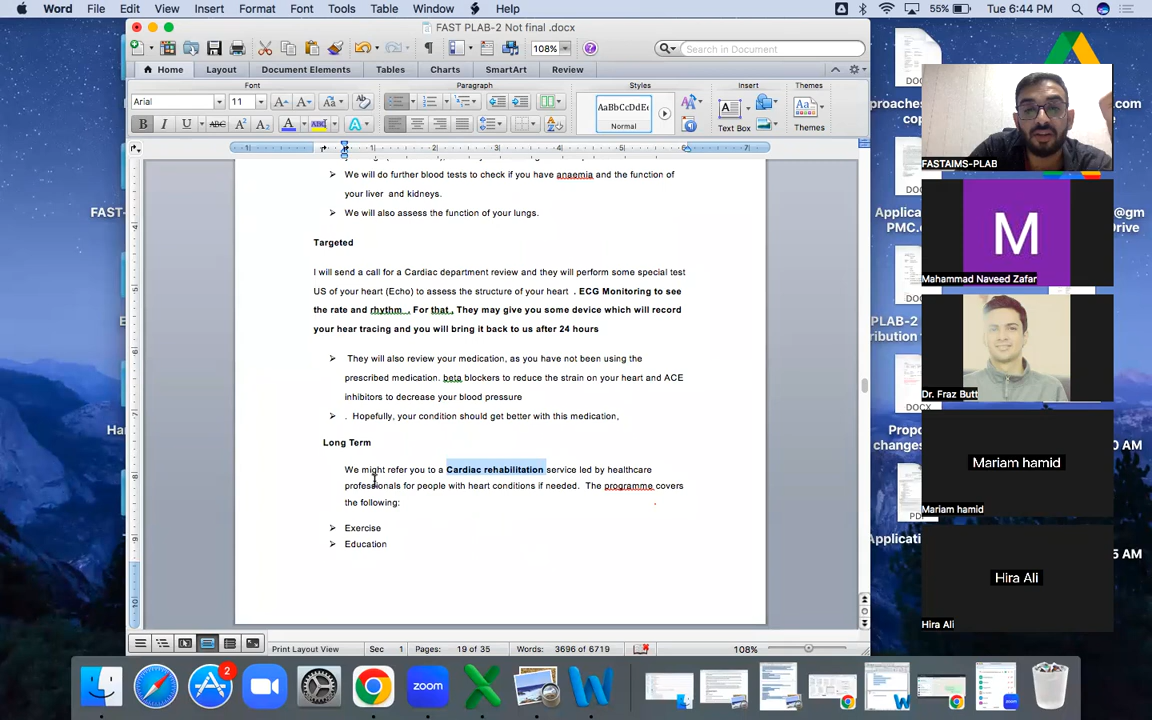 Word File Edit View Insert Format Font Tools Table Window Help
55% Tue 6:44 PM
FAST PLAB-2 Not final .docx
108%
Search in Document
Home Layout Document Elements Tables Charts SmartArt Review
Font Paragraph Styles Insert Themes
Arial 11
AaBbCcDdEe
Normal
Text Box
Themes
We will do further blood tests to check if you have anaemia and the function of
your liver and kidneys.
We will also assess the function of your lungs.
Targeted
I will send a call for a Cardiac department review and they will perform some special test
US of your heart (Echo) to assess the structure of your heart . ECG Monitoring to see
the rate and rhythm . For that , They may give you some device which will record
your hear tracing and you will bring it back to us after 24 hours
They will also review your medication, as you have not been using the
prescribed medication. beta blockers to reduce the strain on your heart and ACE
inhibitors to decrease your blood pressure
. Hopefully, your condition should get better with this medication,
Long Term
We might refer you to a Cardiac rehabilitation service led by healthcare
professionals for people with heart conditions if needed. The programme covers
the following:
Exercise
Education
Print Layout View Sec 1 Pages: 19 of 35 Words: 3696 of 6719 108%
FASTAIMS-PLAB
M
Mahammad Naveed Zafar
Dr. Fraz Butt
Mariam hamid
Mariam hamid
Hira Ali
Hira Ali
zoom
2